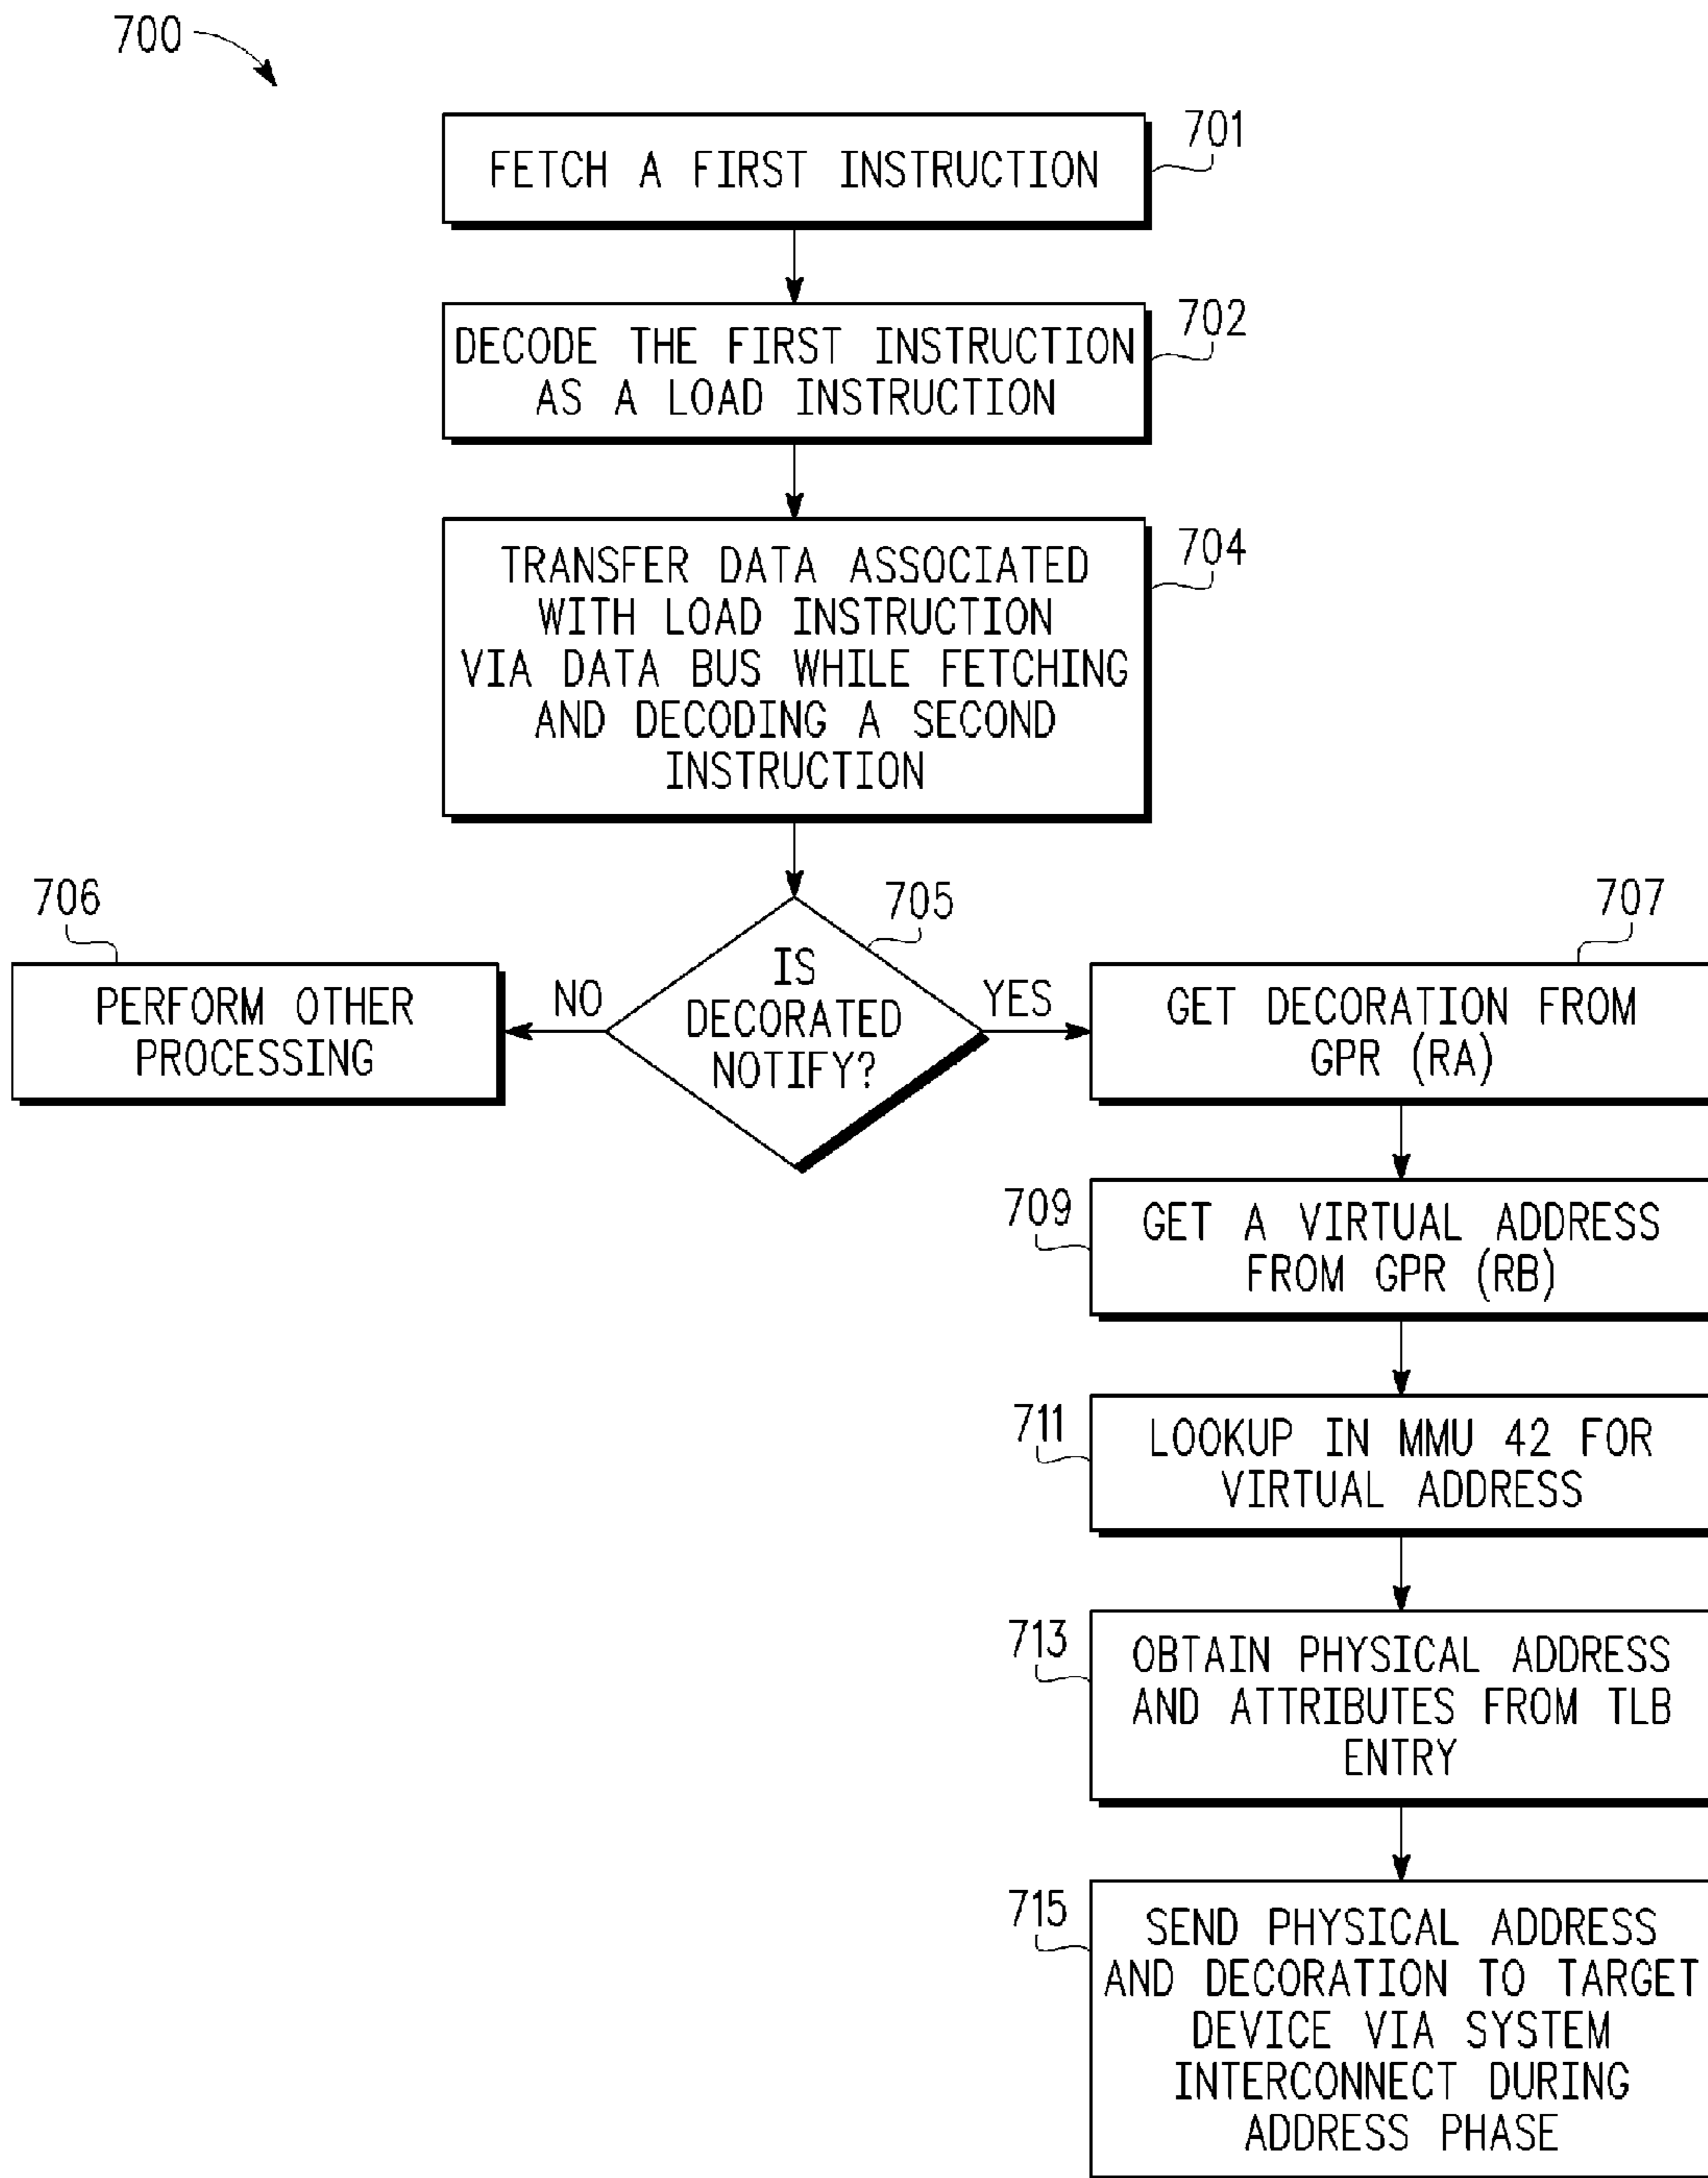 700
701
FETCH A FIRST INSTRUCTION
702
DECODE THE FIRST INSTRUCTION
AS A LOAD INSTRUCTION
704
TRANSFER DATA ASSOCIATED
WITH LOAD INSTRUCTION
VIA DATA BUS WHILE FETCHING
AND DECODING A SECOND
INSTRUCTION
705
IS
DECORATED
NOTIFY?
NO
706
PERFORM OTHER
PROCESSING
YES
707
GET DECORATION FROM
GPR (RA)
709
GET A VIRTUAL ADDRESS
FROM GPR (RB)
711
LOOKUP IN MMU 42 FOR
VIRTUAL ADDRESS
713
OBTAIN PHYSICAL ADDRESS
AND ATTRIBUTES FROM TLB
ENTRY
715
SEND PHYSICAL ADDRESS
AND DECORATION TO TARGET
DEVICE VIA SYSTEM
INTERCONNECT DURING
ADDRESS PHASE